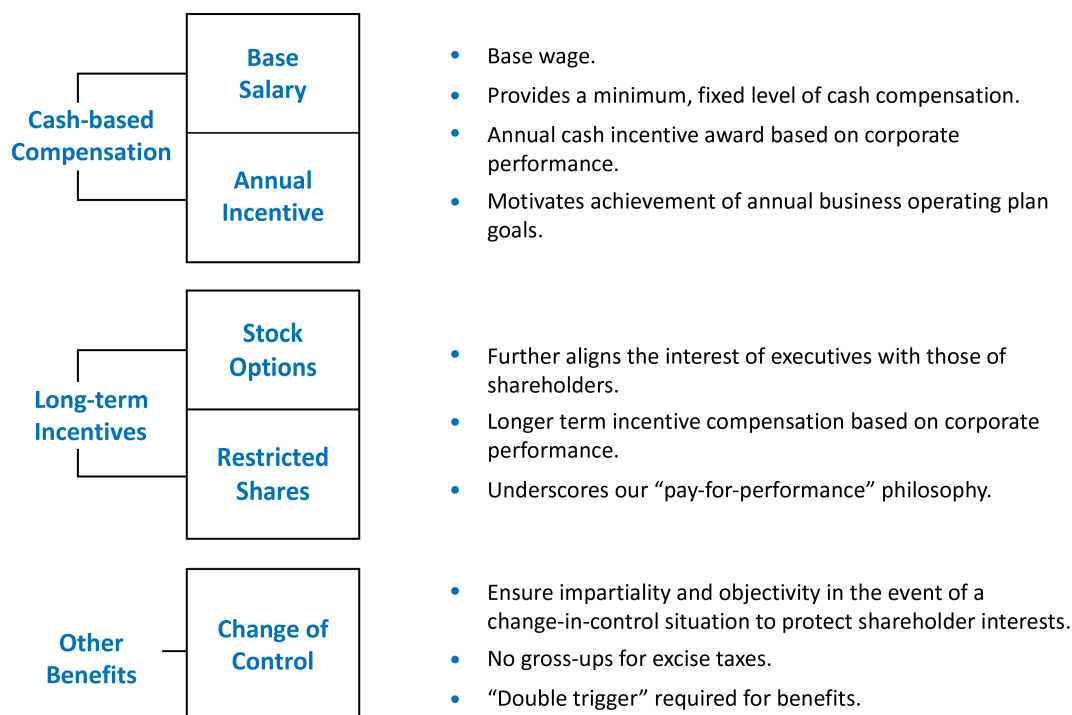 Cash-based
Compensation
Base
Salary
Annual
Incentive
• Base wage.
• Provides a minimum, fixed level of cash compensation.
• Annual cash incentive award based on corporate
performance.
• Motivates achievement of annual business operating plan
goals.
Long-term
Incentives
Stock
Options
Restricted
Shares
• Further aligns the interest of executives with those of
shareholders.
• Longer term incentive compensation based on corporate
performance.
• Underscores our “pay-for-performance” philosophy.
Other
Benefits
Change of
Control
• Ensure impartiality and objectivity in the event of a
change-in-control situation to protect shareholder interests.
• No gross-ups for excise taxes.
• “Double trigger” required for benefits.